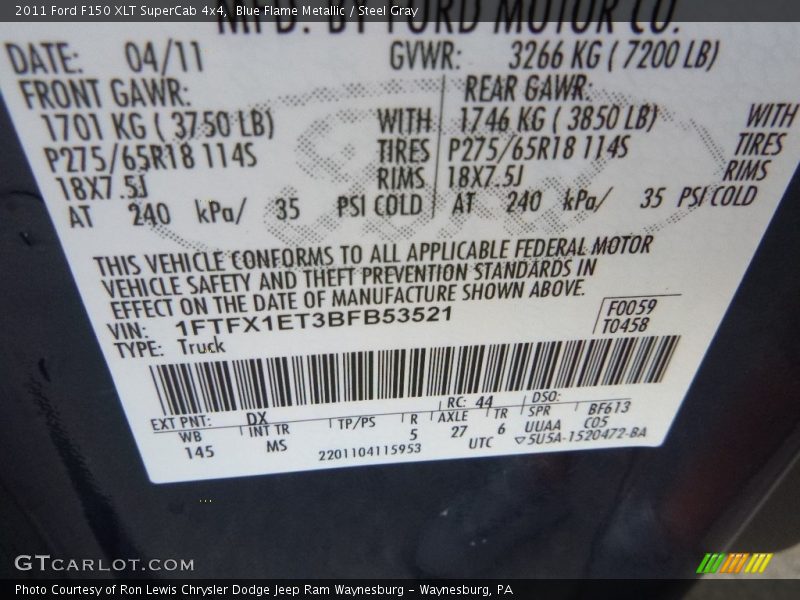 2011 Ford F150 XLT SuperCab 4x4, Blue Flame Metallic / Steel Gray
MFD. BY FORD MOTOR CO.
DATE: 04/11 GVWR: 3266 KG ( 7200 LB)
FRONT GAWR: REAR GAWR:
1701 KG ( 3750 LB) WITH 1746 KG ( 3850 LB) WITH
P275/65R18 114S TIRES P275/65R18 114S TIRES
18X7.5J RIMS 18X7.5J RIMS
AT 240 kPa/ 35 PSI COLD AT 240 kPa/ 35 PSI COLD
THIS VEHICLE CONFORMS TO ALL APPLICABLE FEDERAL MOTOR
VEHICLE SAFETY AND THEFT PREVENTION STANDARDS IN
EFFECT ON THE DATE OF MANUFACTURE SHOWN ABOVE.
VIN: 1FTFX1ET3BFB53521 F0059
TYPE: Truck T0458
EXT PNT: DX RC: 44 DSO:
WB INT TR TP/PS R AXLE TR SPR BF613
145 MS 5 27 6 UUAA C05
2201104115953 UTC ▽5U5A-1520472-BA
GTCARLOT.COM
Photo Courtesy of Ron Lewis Chrysler Dodge Jeep Ram Waynesburg - Waynesburg, PA